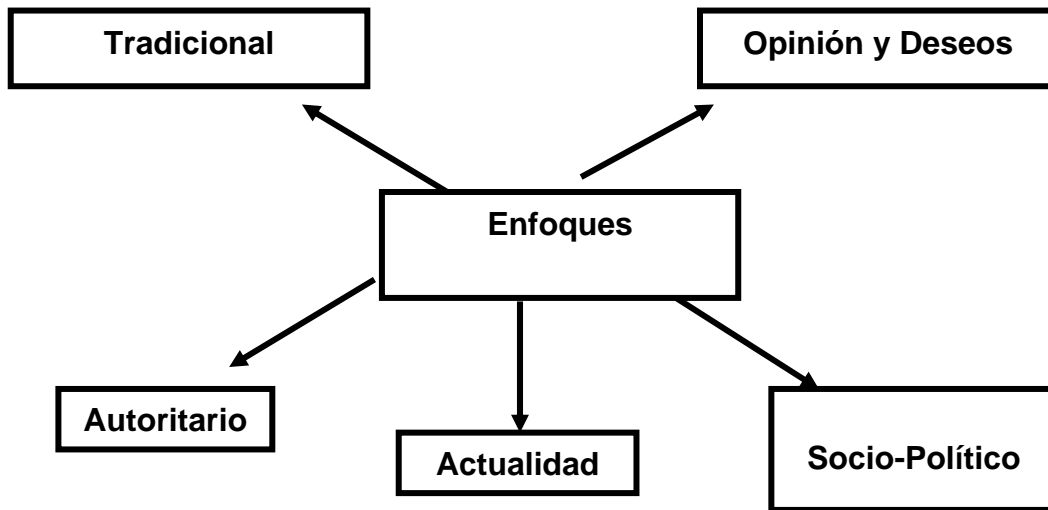 Tradicional
Opinión y Deseos
Enfoques
Autoritario
Actualidad
Socio-Político